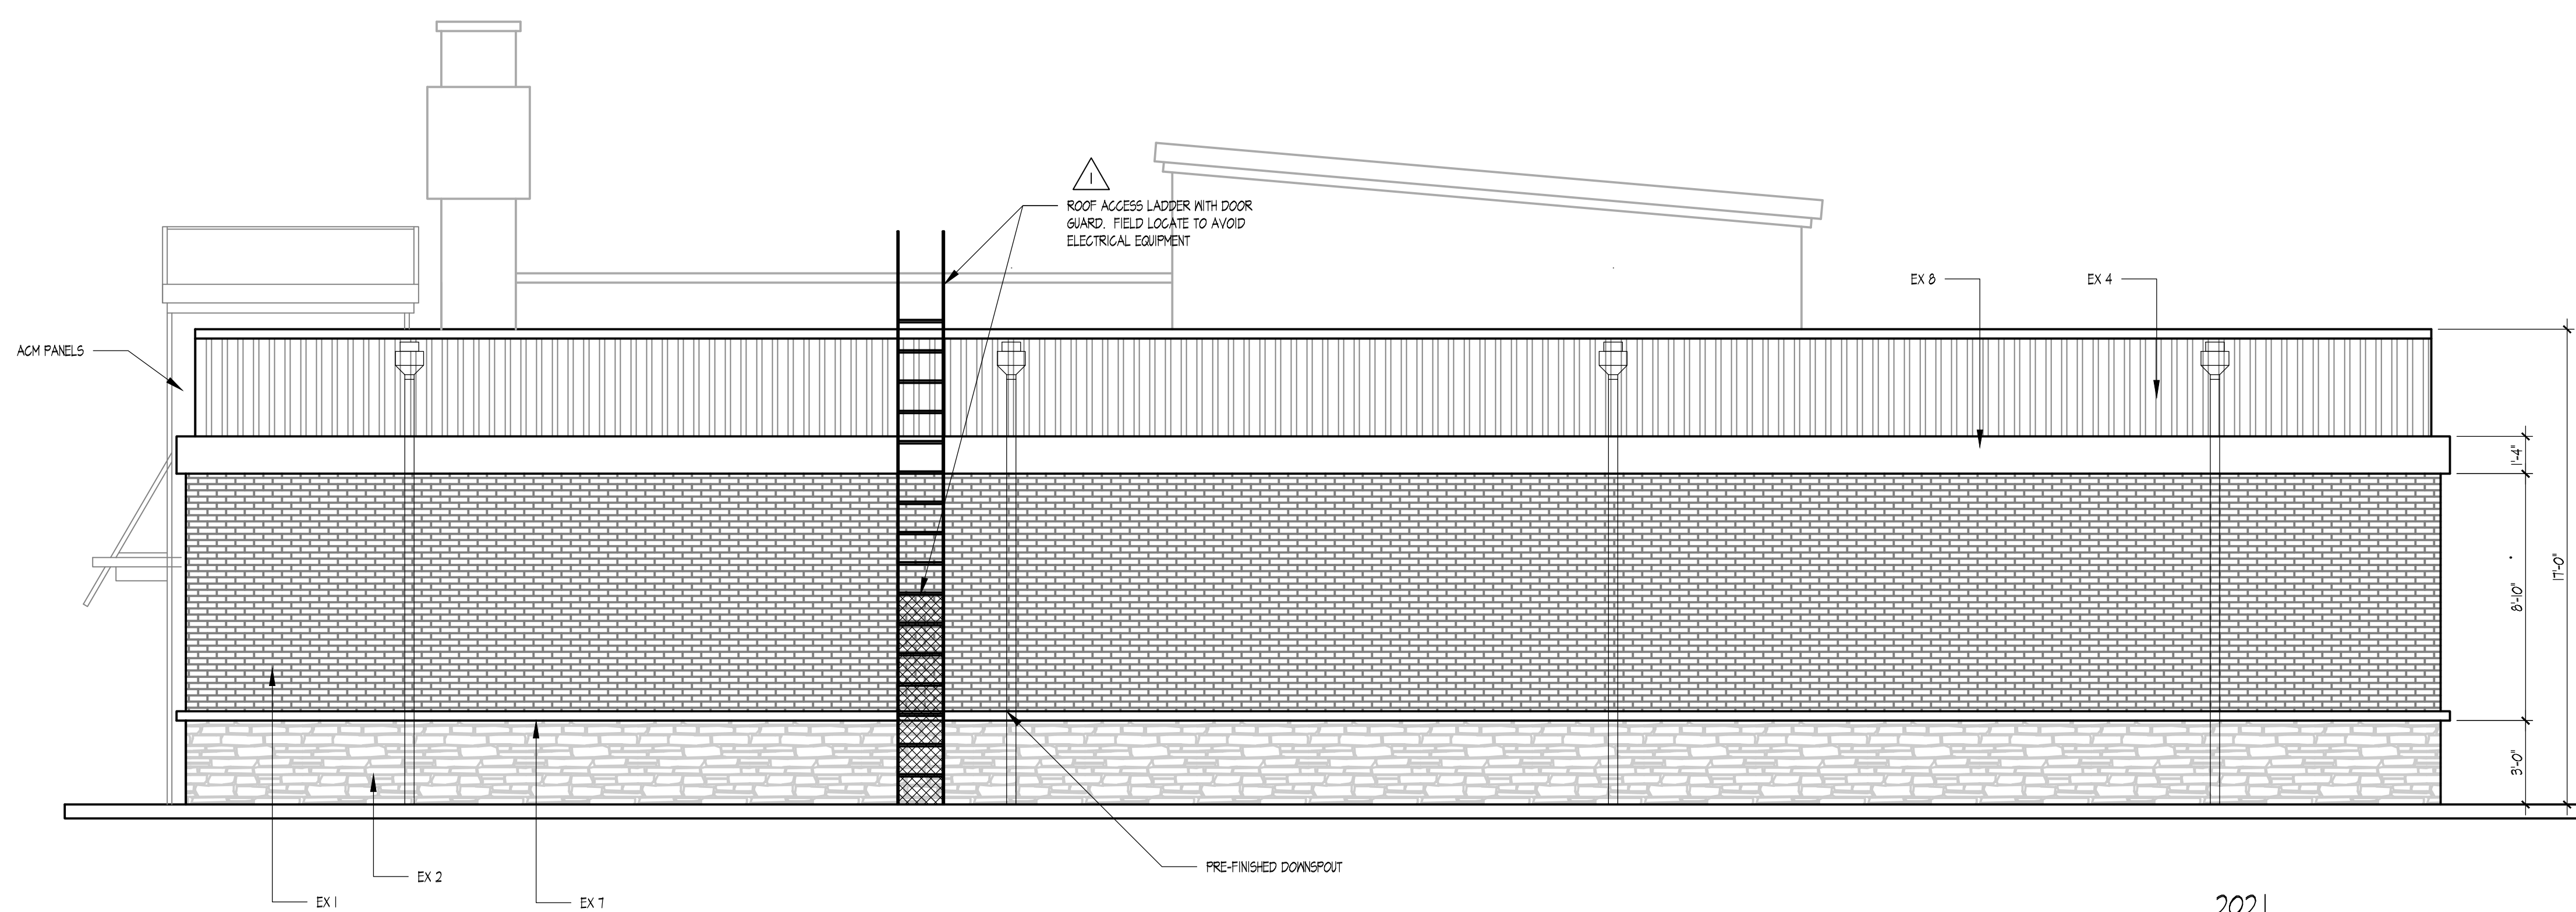 1
ROOF ACCESS LADDER WITH DOOR
GUARD. FIELD LOCATE TO AVOID
ELECTRICAL EQUIPMENT
EX 8
EX 4
ACM PANELS
1'-4"
8'-10"
17'-0"
3'-0"
PRE-FINISHED DOWNSPOUT
EX 2
EX 1
EX 7
2021